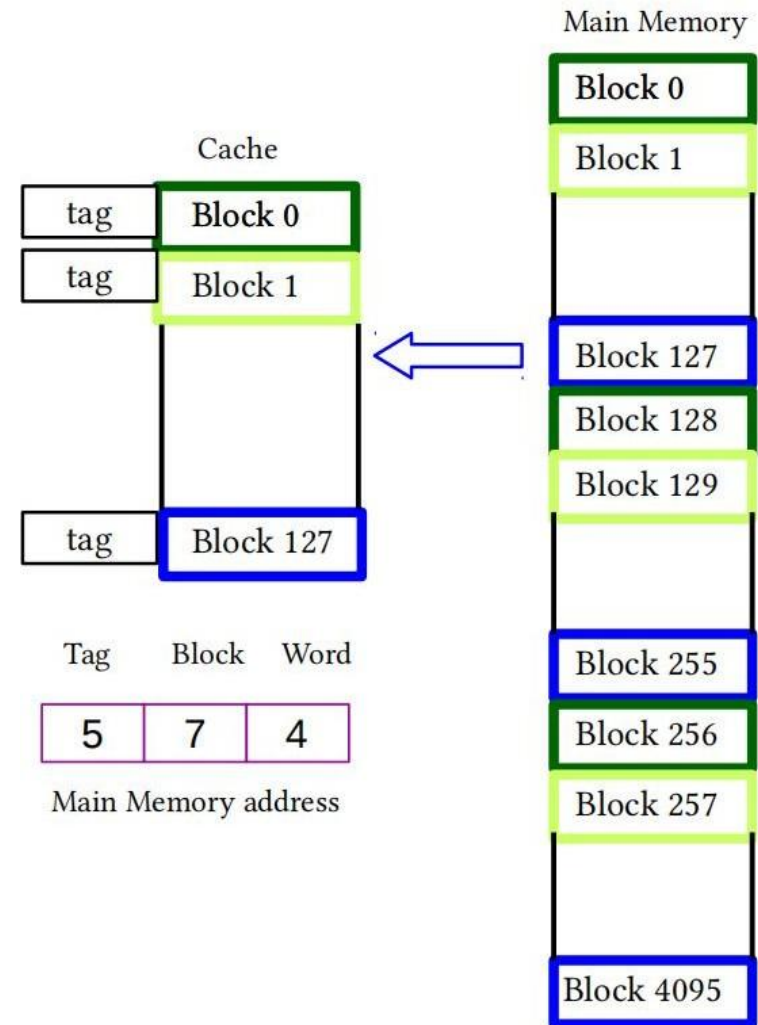 Main Memory
Block 0
Block 1
Block 127
Block 128
Block 129
Block 255
Block 256
Block 257
Block 4095
Cache
tag Block 0
tag Block 1
tag Block 127
Tag Block Word
5 7 4
Main Memory address